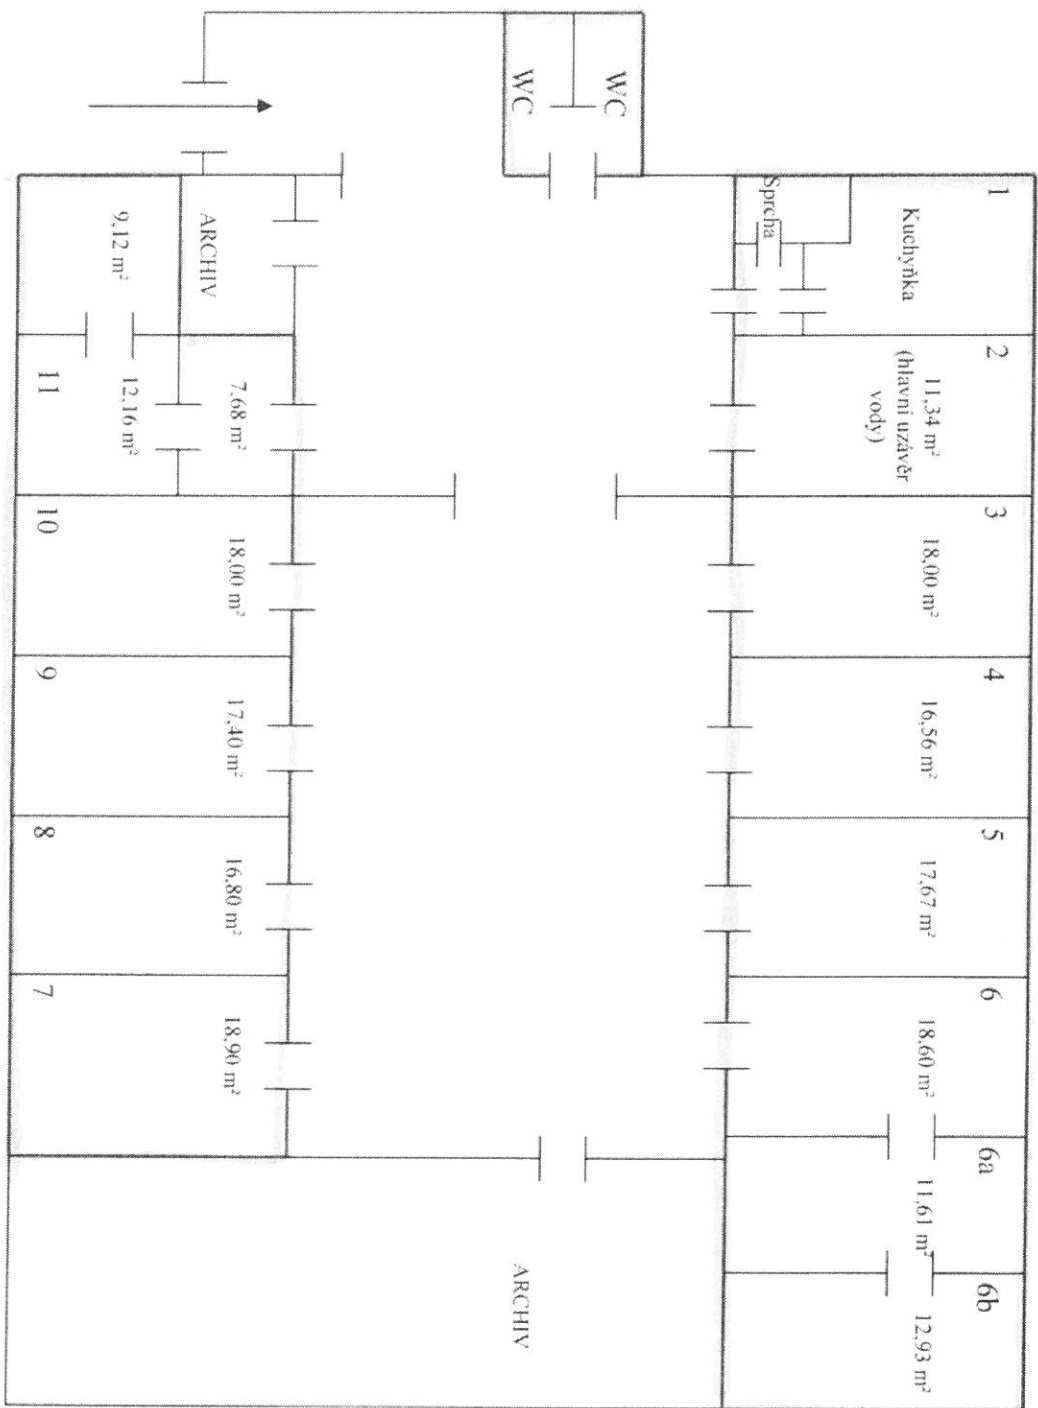 WC
WC
1
Sprcha
Kuchyňka
2
11,34 m²
(hlavní uzávěr
vody)
3
18,00 m²
4
16,56 m²
5
17,67 m²
6
18,60 m²
6a
11,61 m²
6b
12,93 m²
ARCHIV
9,12 m²
11
12,16 m²
7,68 m²
10
18,00 m²
9
17,40 m²
8
16,80 m²
7
18,90 m²
ARCHIV